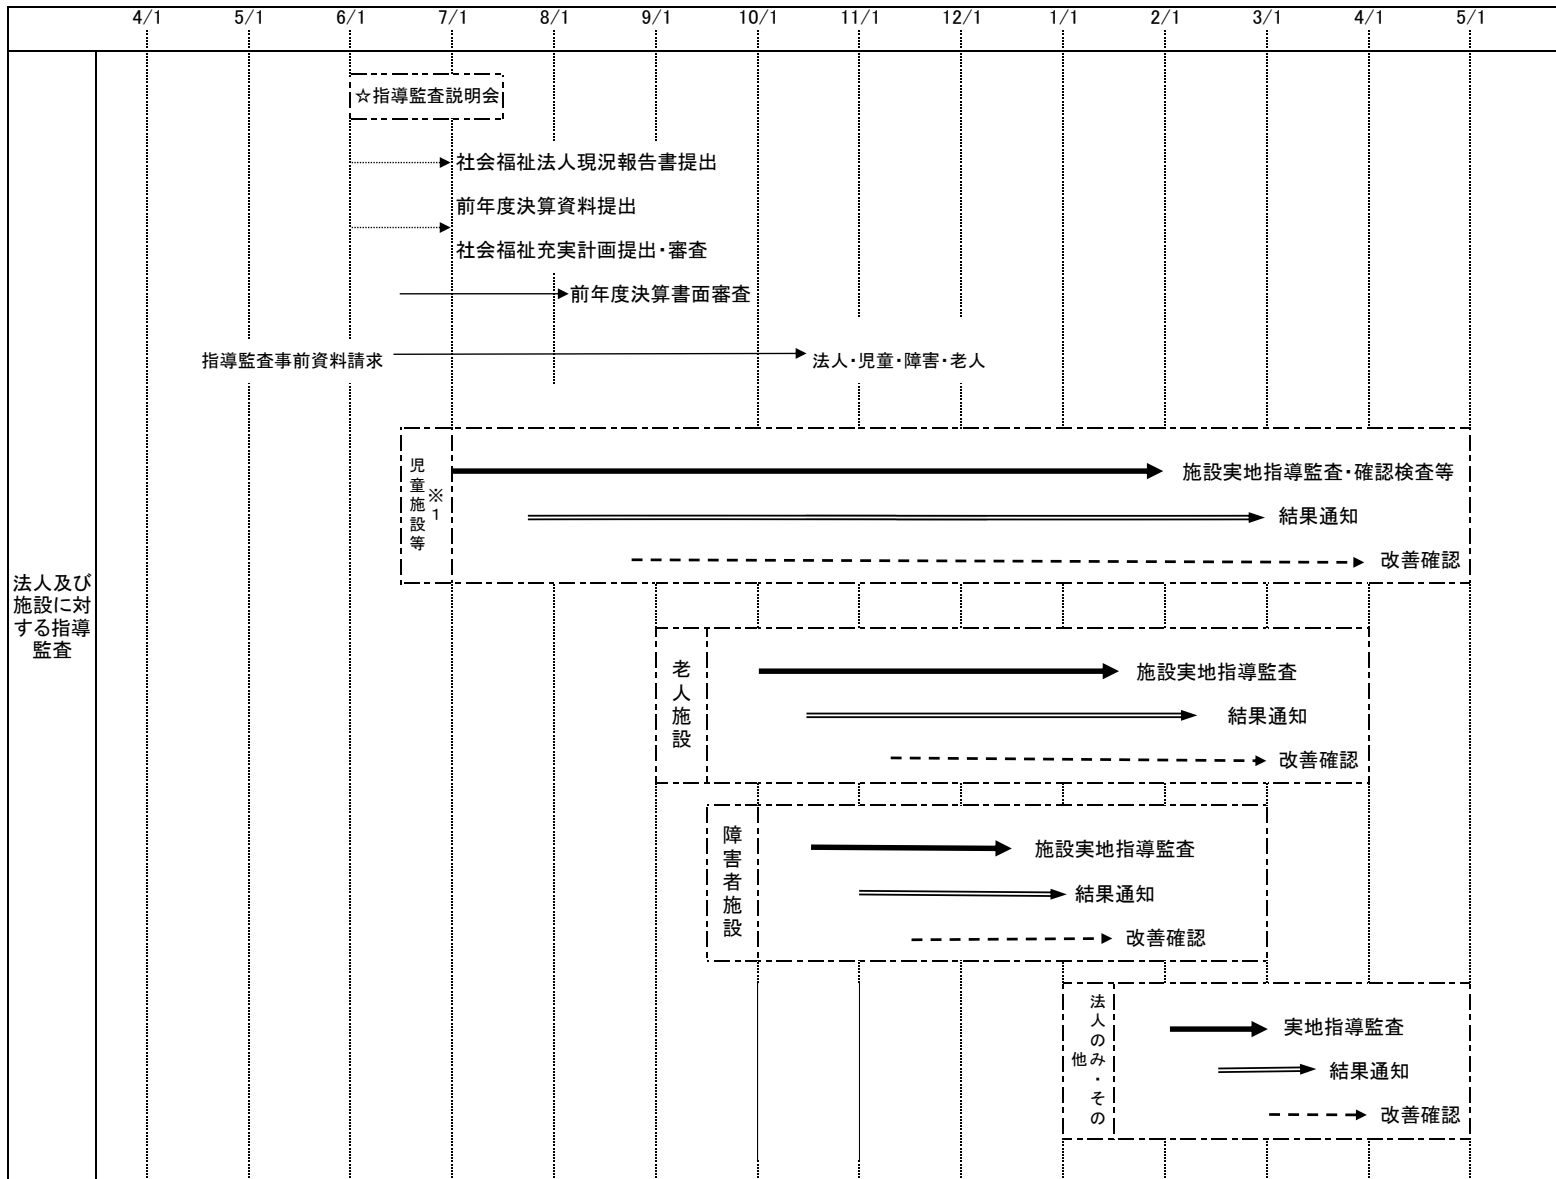 4/1 5/1 6/1 7/1 8/1 9/1 10/1 11/1 12/1 1/1 2/1 3/1 4/1 5/1
☆指導監査説明会
社会福祉法人現況報告書提出
前年度決算資料提出
社会福祉充実計画提出・審査
前年度決算書面審査
指導監査事前資料請求
法人・児童・障害・老人
法人及び
施設に対
する指導
監査
児童施設等
※1
施設実地指導監査・確認検査等
結果通知
改善確認
老人施設
施設実地指導監査
結果通知
改善確認
障害者施設
施設実地指導監査
結果通知
改善確認
法人のみ・その
他
実地指導監査
結果通知
改善確認